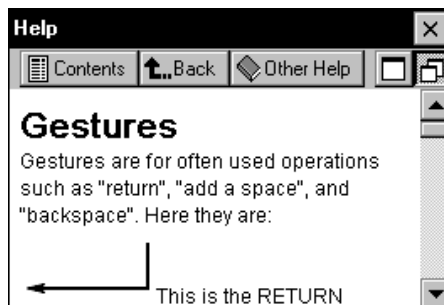 Help
Contents Back Other Help
Gestures
Gestures are for often used operations
such as "return", "add a space", and
"backspace". Here they are:
This is the RETURN